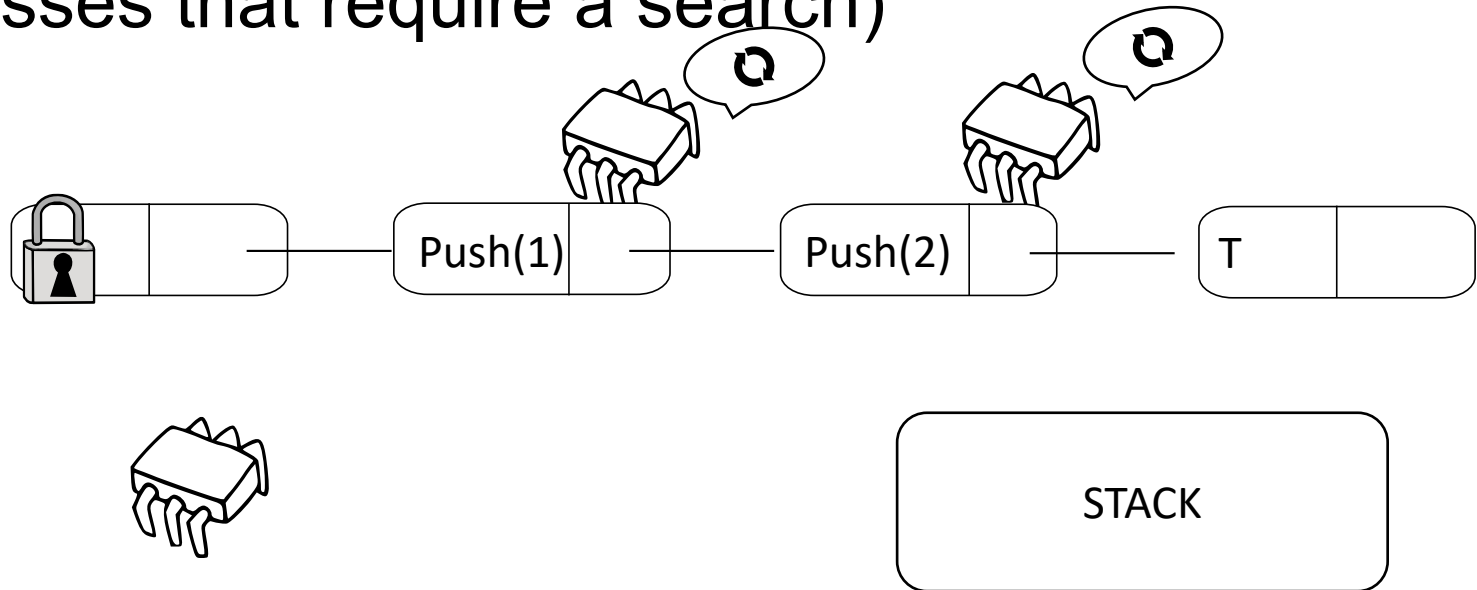 sses that require a search)
Push(1)
Push(2)
T
STACK